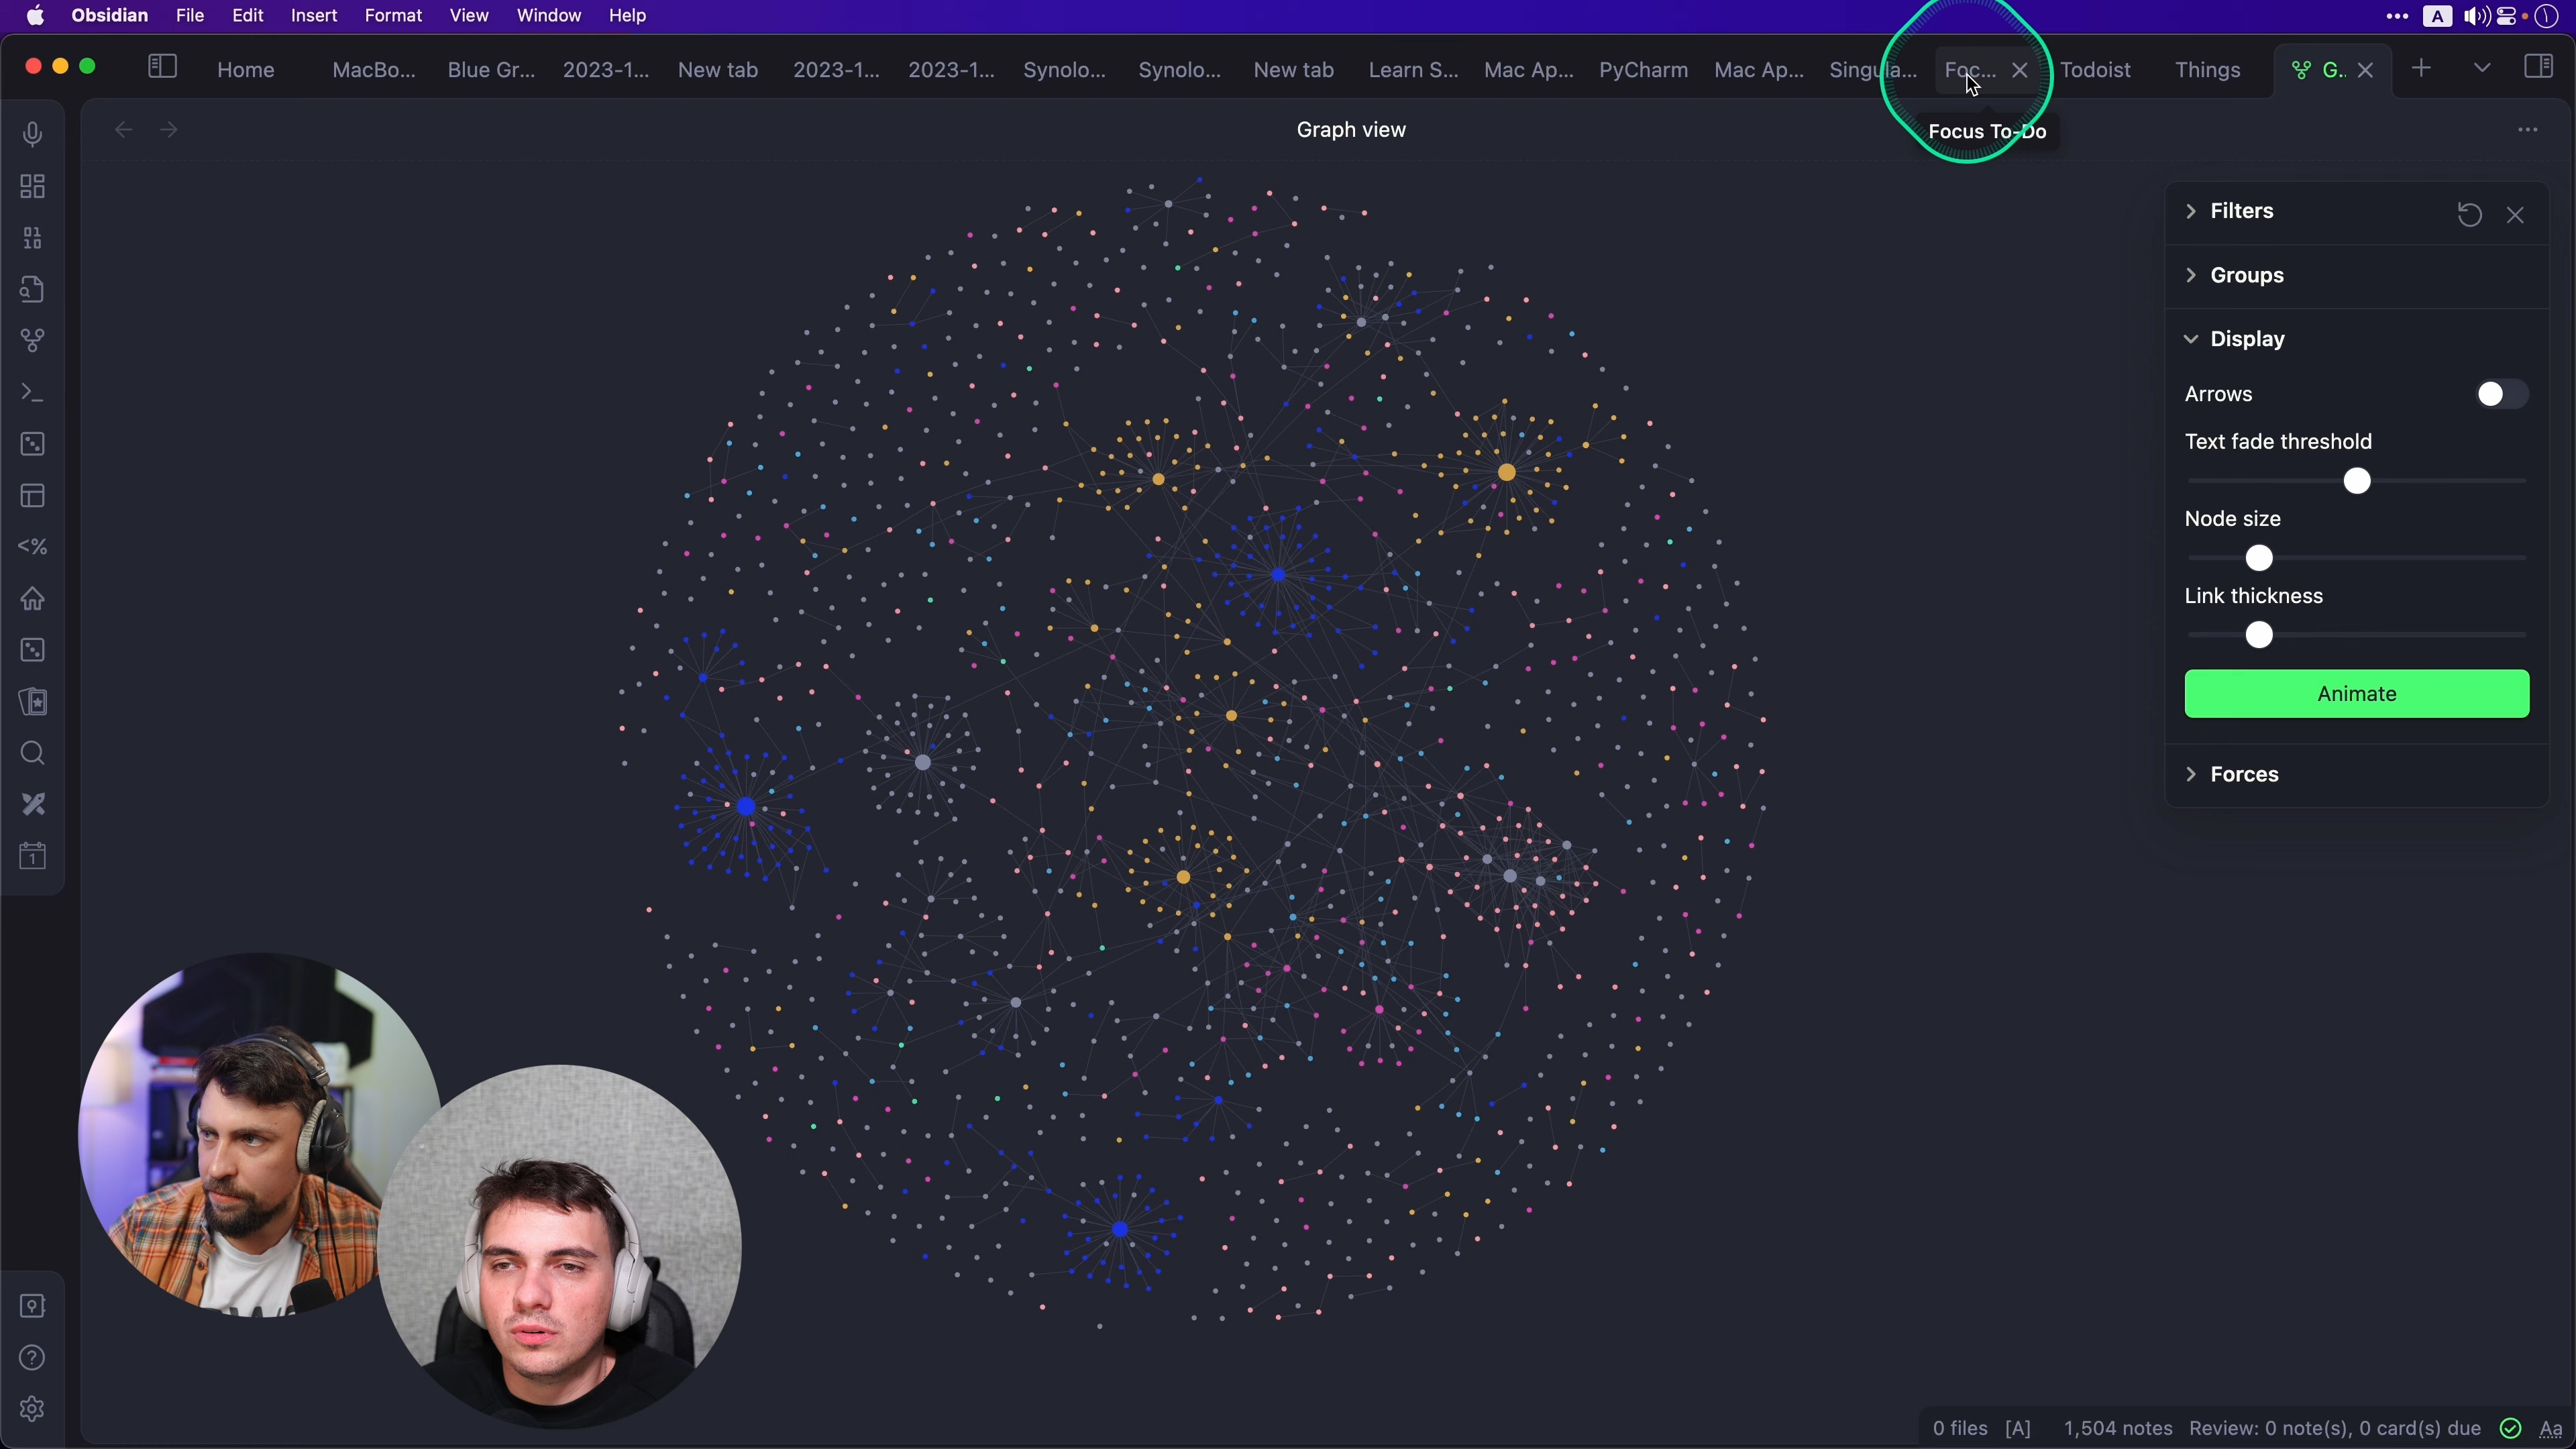 Obsidian File Edit Insert Format View Window Help
A
Home MacBo... Blue Gr... 2023-1... New tab 2023-1... 2023-1... Synolo... Synolo... New tab Learn S... Mac Ap... PyCharm Mac Ap... Singula... Foc... Todoist Things G.
Graph view
Focus To-Do
Filters
Groups
Display
Arrows
Text fade threshold
Node size
Link thickness
Animate
Forces
<%
1
0 files [A] 1,504 notes Review: 0 note(s), 0 card(s) due Aa